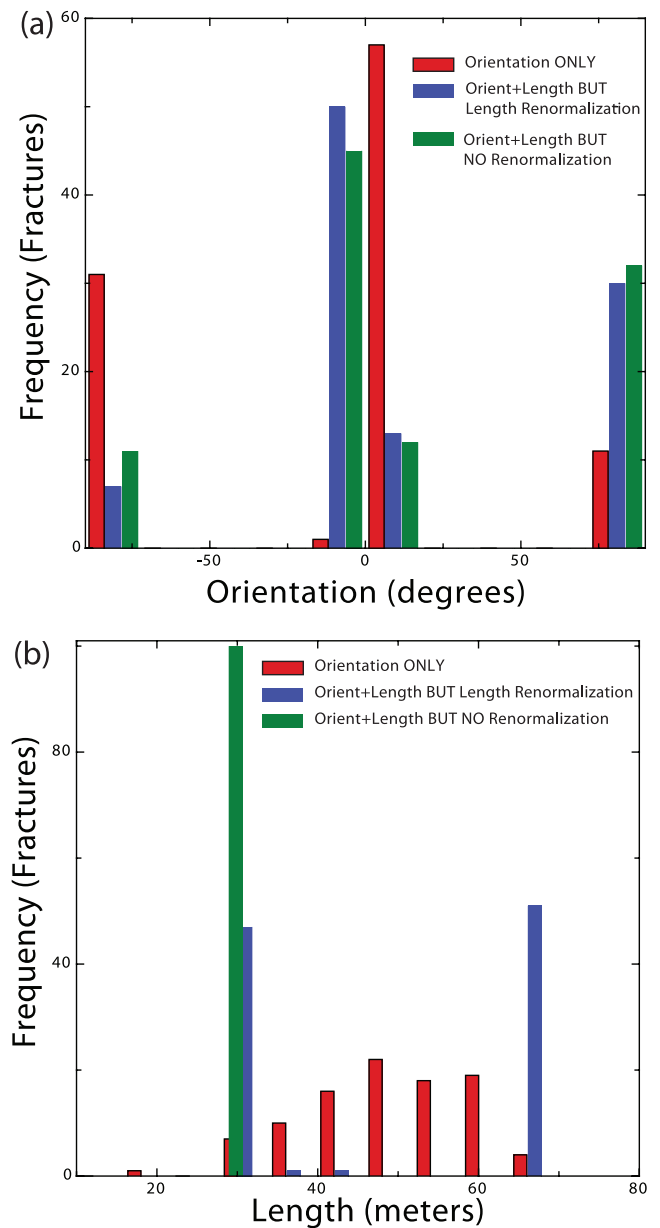 (a)
60
Orientation ONLY
Orient+Length BUT
Length Renormalization
Orient+Length BUT
NO Renormalization
40
20
0
Frequency (Fractures)
-50
0
50
Orientation (degrees)
(b)
Orientation ONLY
Orient+Length BUT Length Renormalization
Orient+Length BUT NO Renormalization
80
40
0
Frequency (Fractures)
20
40
60
80
Length (meters)